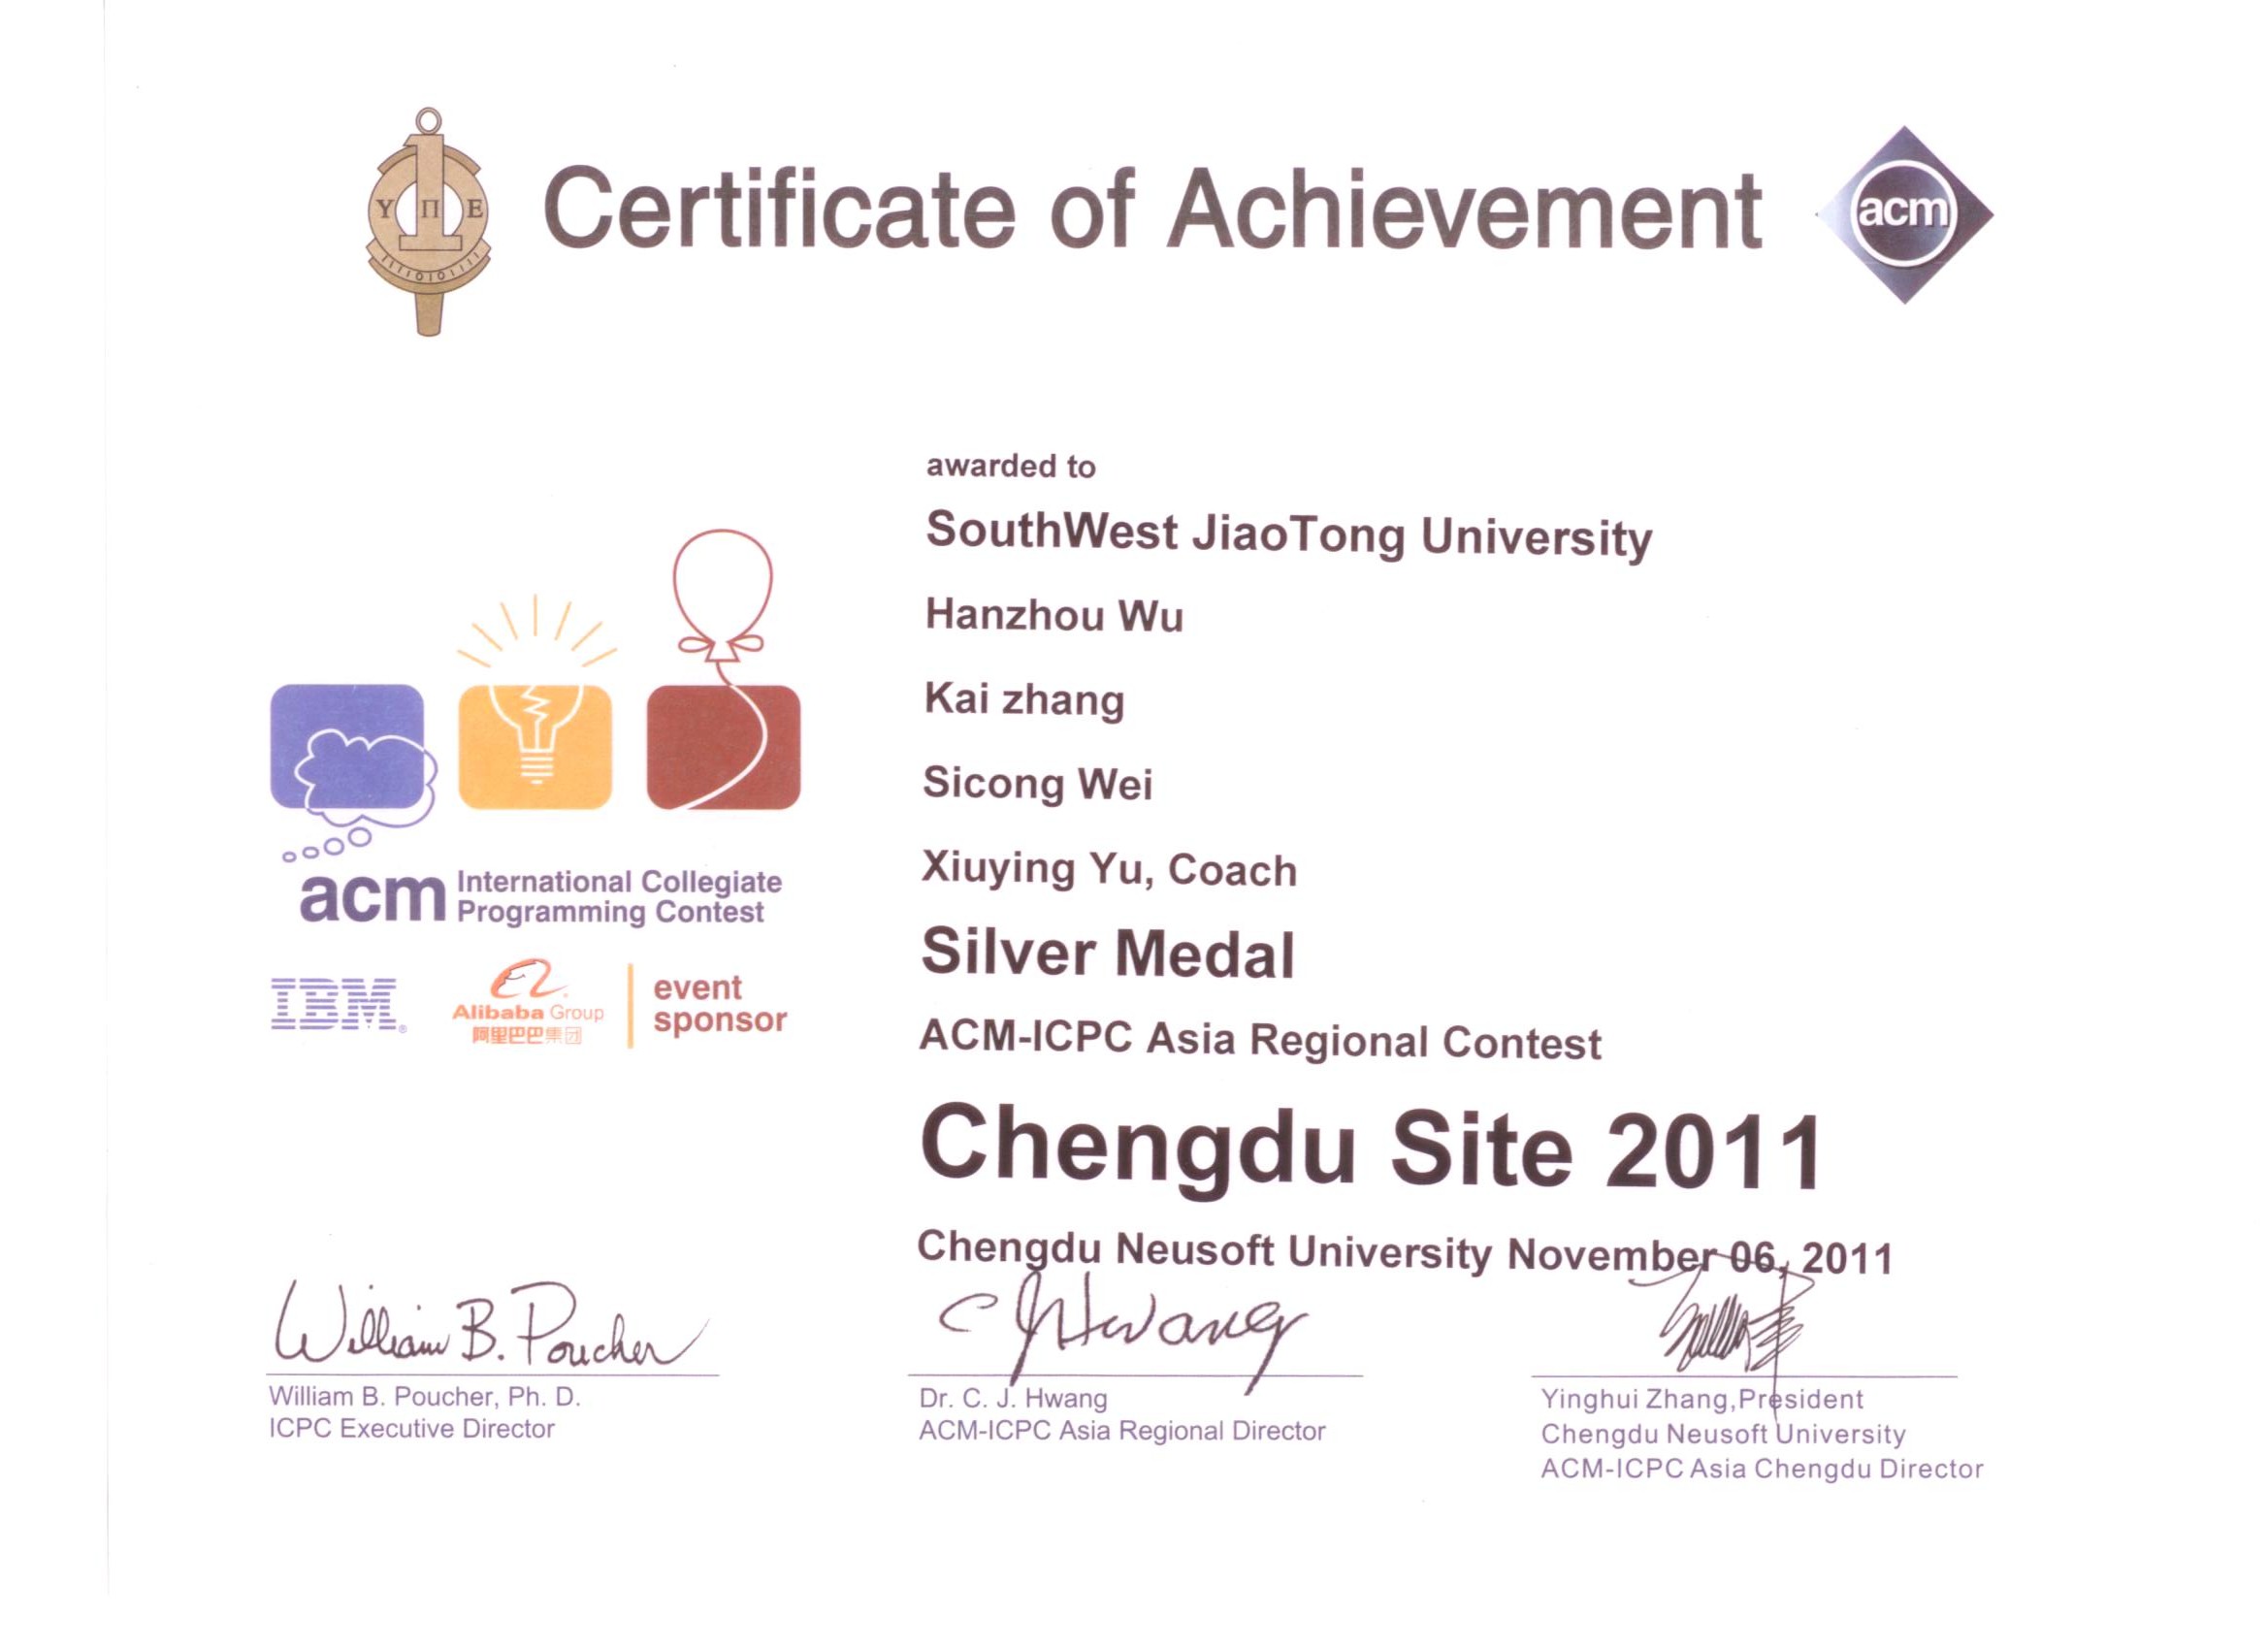 Υ Π Ε
111101011111
Certificate of Achievement
acm
awarded to
SouthWest JiaoTong University
Hanzhou Wu
Kai zhang
Sicong Wei
Xiuying Yu, Coach
Silver Medal
ACM-ICPC Asia Regional Contest
Chengdu Site 2011
Chengdu Neusoft University November 06, 2011
acm International Collegiate
Programming Contest
IBM®
Alibaba Group
阿里巴巴集团
event
sponsor
William B. Poucher
William B. Poucher, Ph. D.
ICPC Executive Director
C J Hwang
Dr. C. J. Hwang
ACM-ICPC Asia Regional Director
Yinghui Zhang,President
Chengdu Neusoft University
ACM-ICPC Asia Chengdu Director